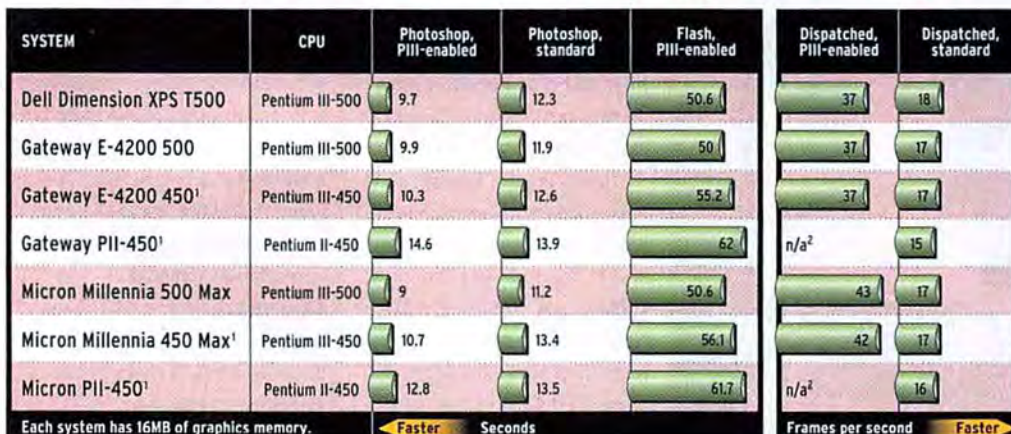 SYSTEM CPU Photoshop, PIII-enabled Photoshop, standard Flash, PIII-enabled Dispatched, PIII-enabled Dispatched, standard
Dell Dimension XPS T500 Pentium III-500 9.7 12.3 50.6 37 18
Gateway E-4200 500 Pentium III-500 9.9 11.9 50 37 17
Gateway E-4200 450¹ Pentium III-450 10.3 12.6 55.2 37 17
Gateway PII-450¹ Pentium II-450 14.6 13.9 62 n/a² 15
Micron Millennia 500 Max Pentium III-500 9 11.2 50.6 43 17
Micron Millennia 450 Max¹ Pentium III-450 10.7 13.4 56.1 42 17
Micron PII-450¹ Pentium II-450 12.8 13.5 61.7 n/a² 16
Each system has 16MB of graphics memory. Faster Seconds Frames per second Faster